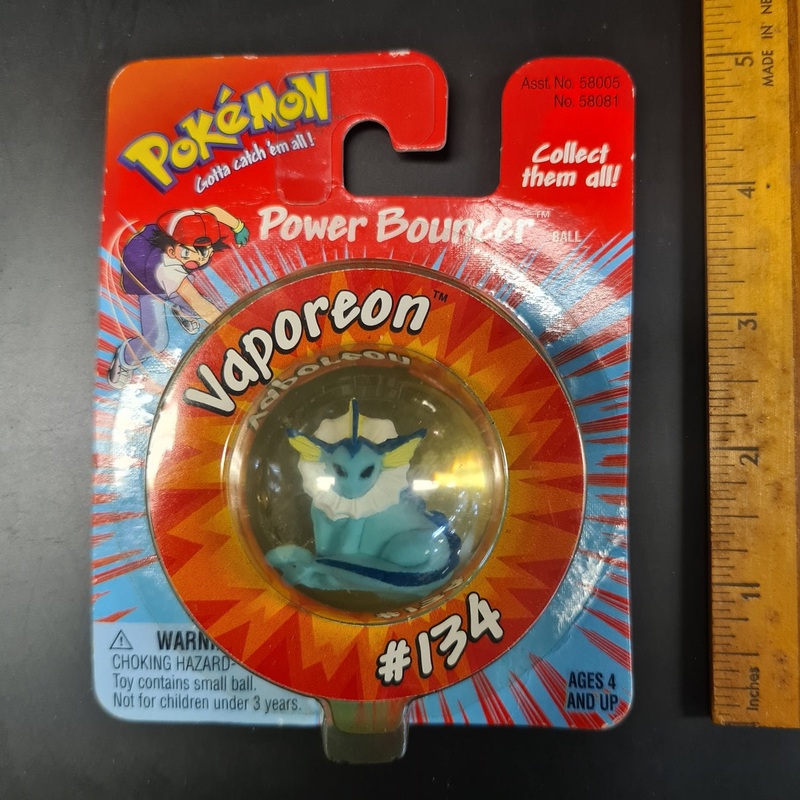 Asst. No. 58005
No. 58081
POKéMON
Gotta catch 'em all!
Collect
them all!
Power Bouncer™
BALL
Vaporeon™
#134
⚠ WARNI
CHOKING HAZARD-
Toy contains small ball.
Not for children under 3 years.
AGES 4
AND UP
5
4
3
2
1
Inches
MADE IN